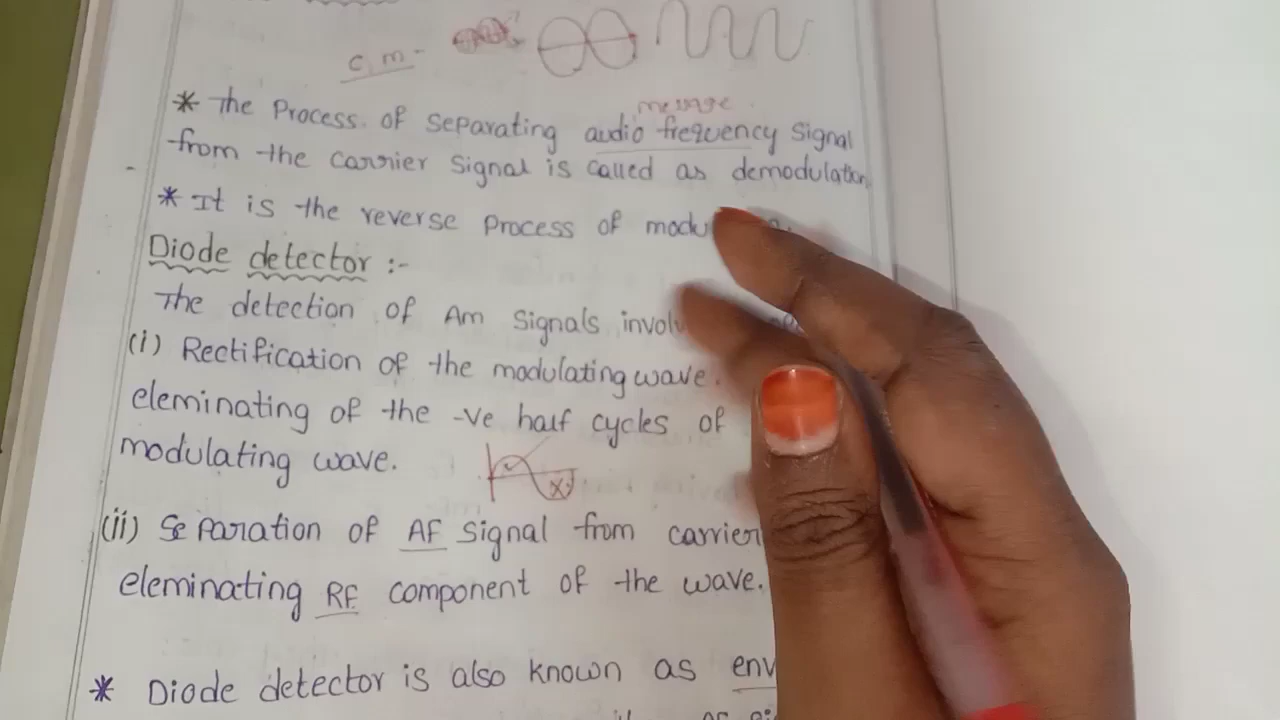 c m -
message
* The Process of Separating audio frequency Signal
from the carrier Signal is called as demodulation
* It is the reverse Process of
Diode detector :-
The detection of Am Signals
(i) Rectification of the modulating wave.
eleminating of the -ve half cycles of
modulating wave.
x
(ii) Separation of AF Signal from carrier
eleminating RF component of the wave.
* Diode detector is also known as